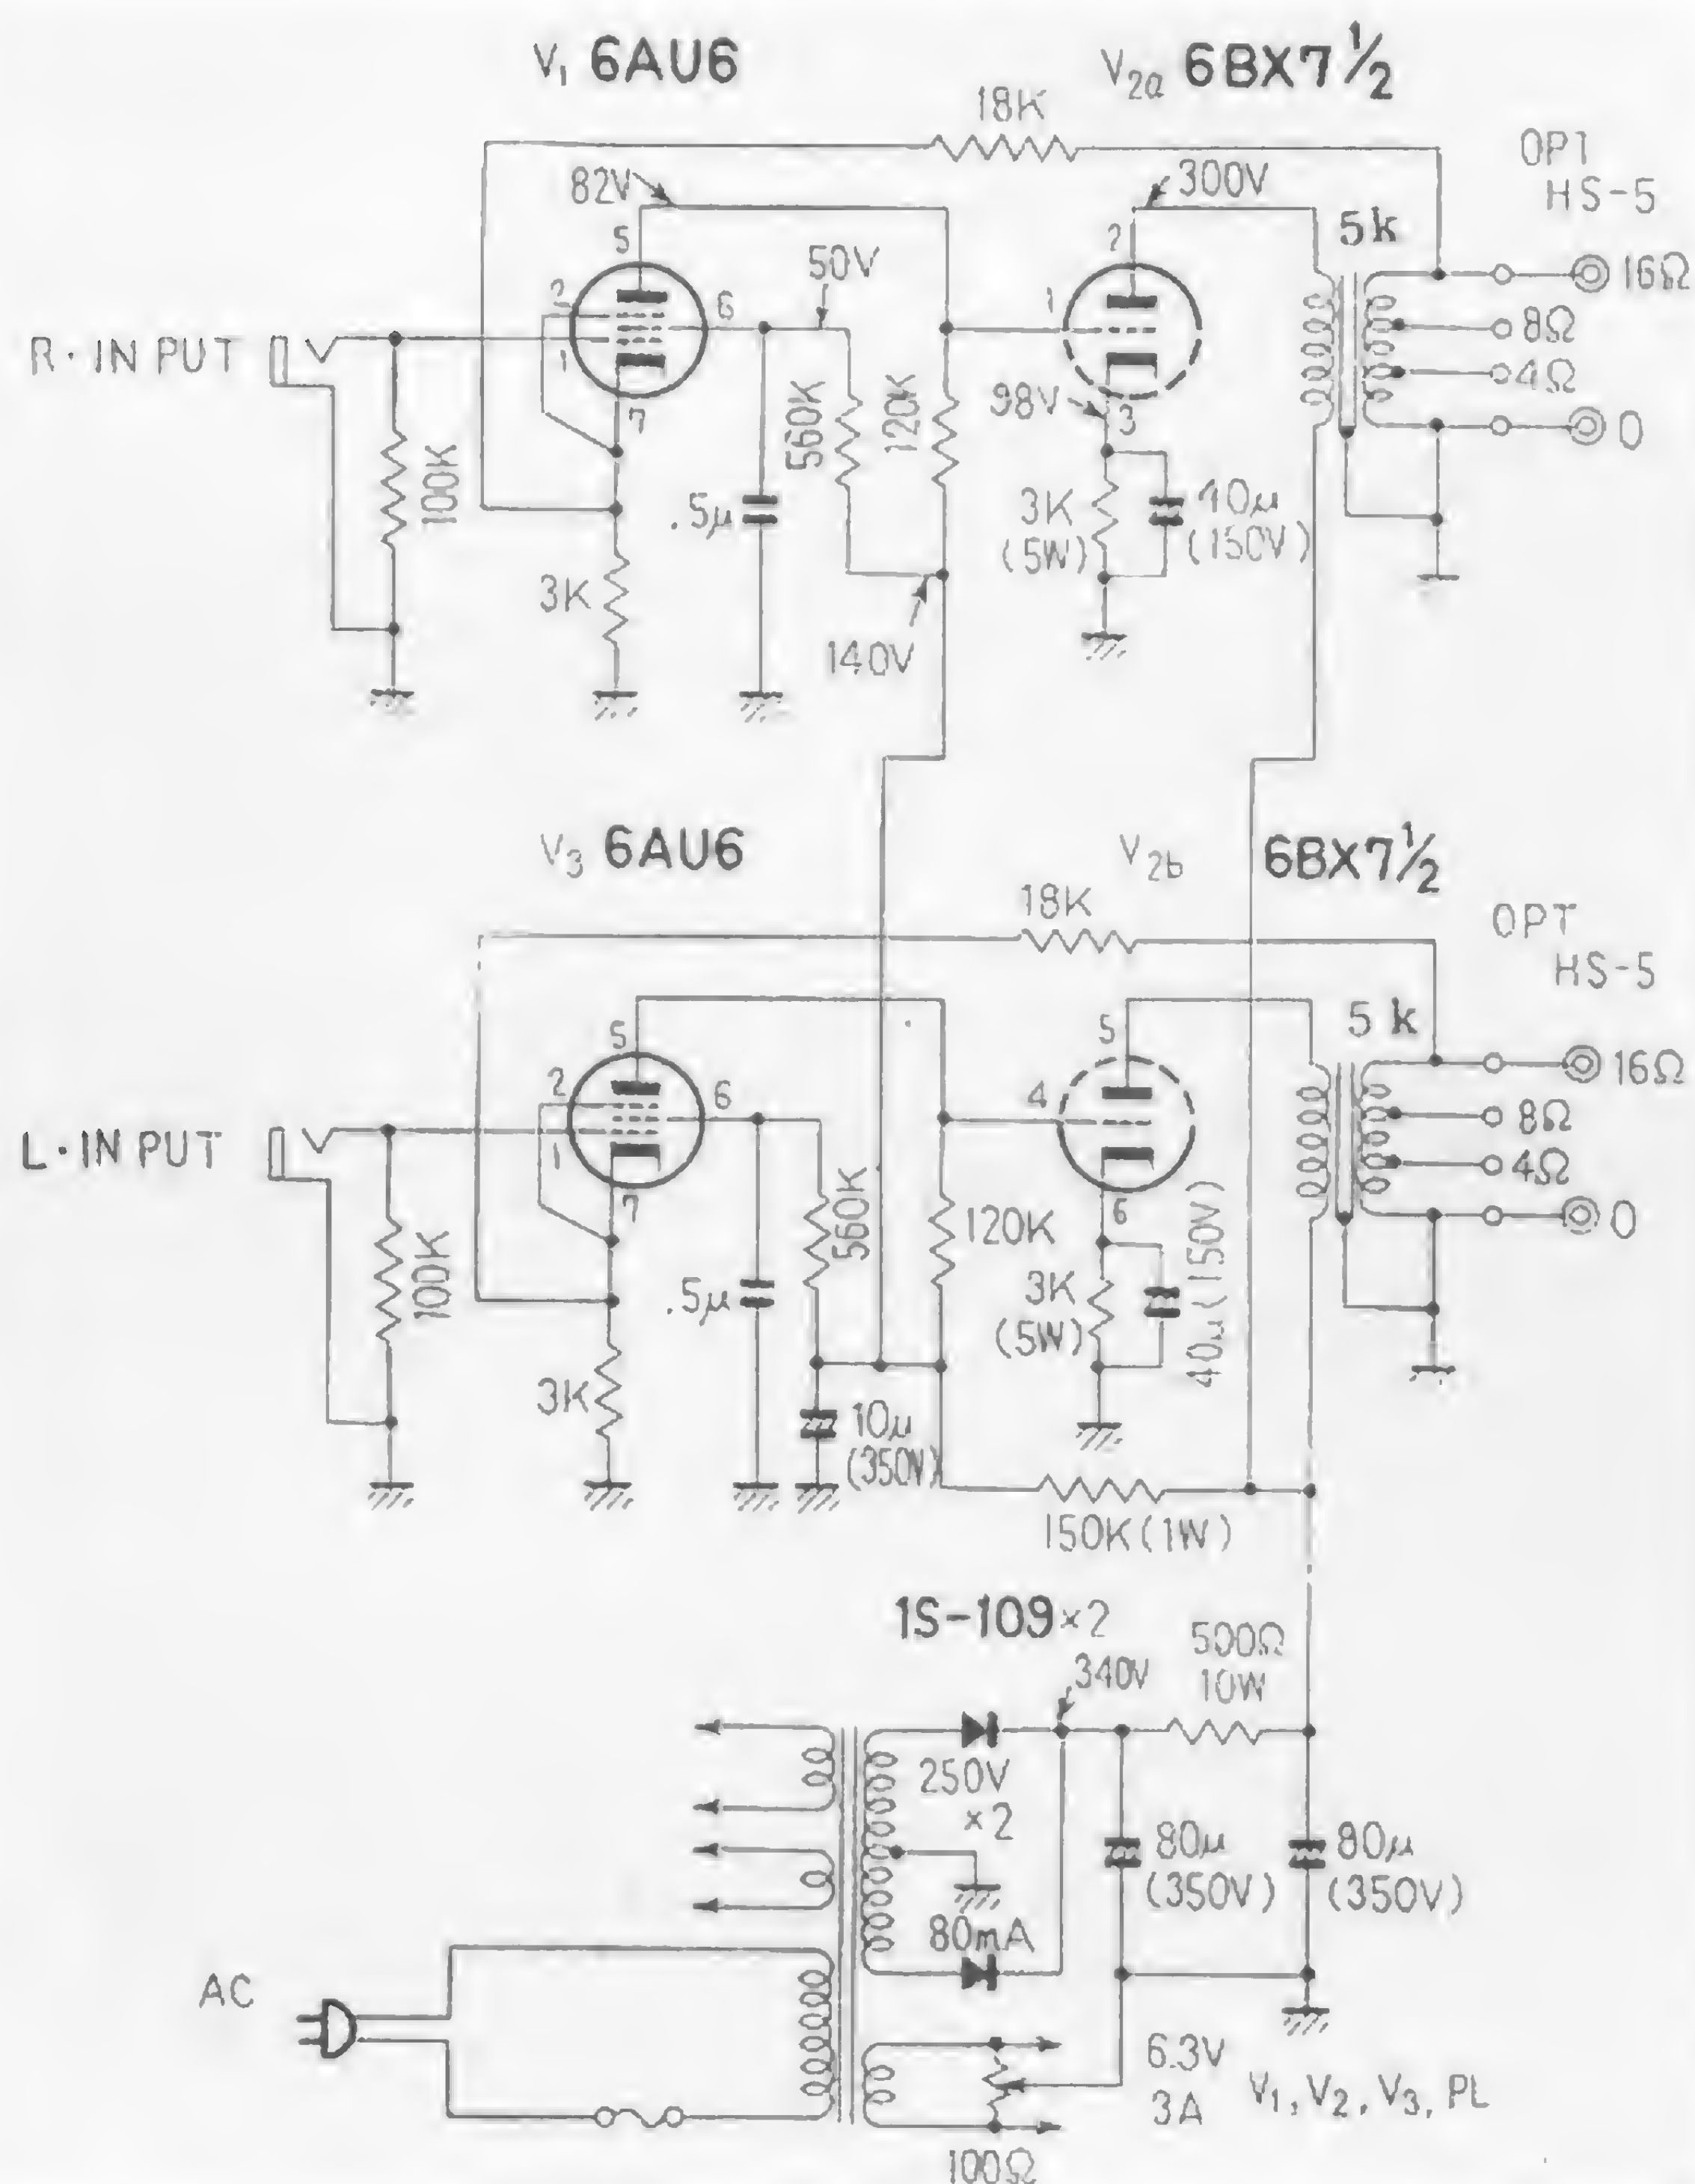 V₁ 6AU6
V₂ₐ 6BX7½
18K
OPT
HS-5
82V
300V
5k
5
2
50V
2
6
1
1
7
3
16Ω
8Ω
4Ω
0
R·INPUT
100K
560K
120K
98V
.5μ
3K
(5W)
40μ
(150V)
3K
140V
V₃ 6AU6
V₂b
6BX7½
18K
OPT
HS-5
5k
5
5
2
6
4
1
7
6
16Ω
8Ω
4Ω
0
L·INPUT
100K
560K
120K
.5μ
3K
(5W)
40μ(150V)
3K
10μ
(350V)
150K(1W)
1S-109×2
340V
500Ω
10W
250V
×2
80μ
(350V)
80μ
(350V)
80mA
AC
6.3V
3A
V₁, V₂, V₃, PL
100Ω